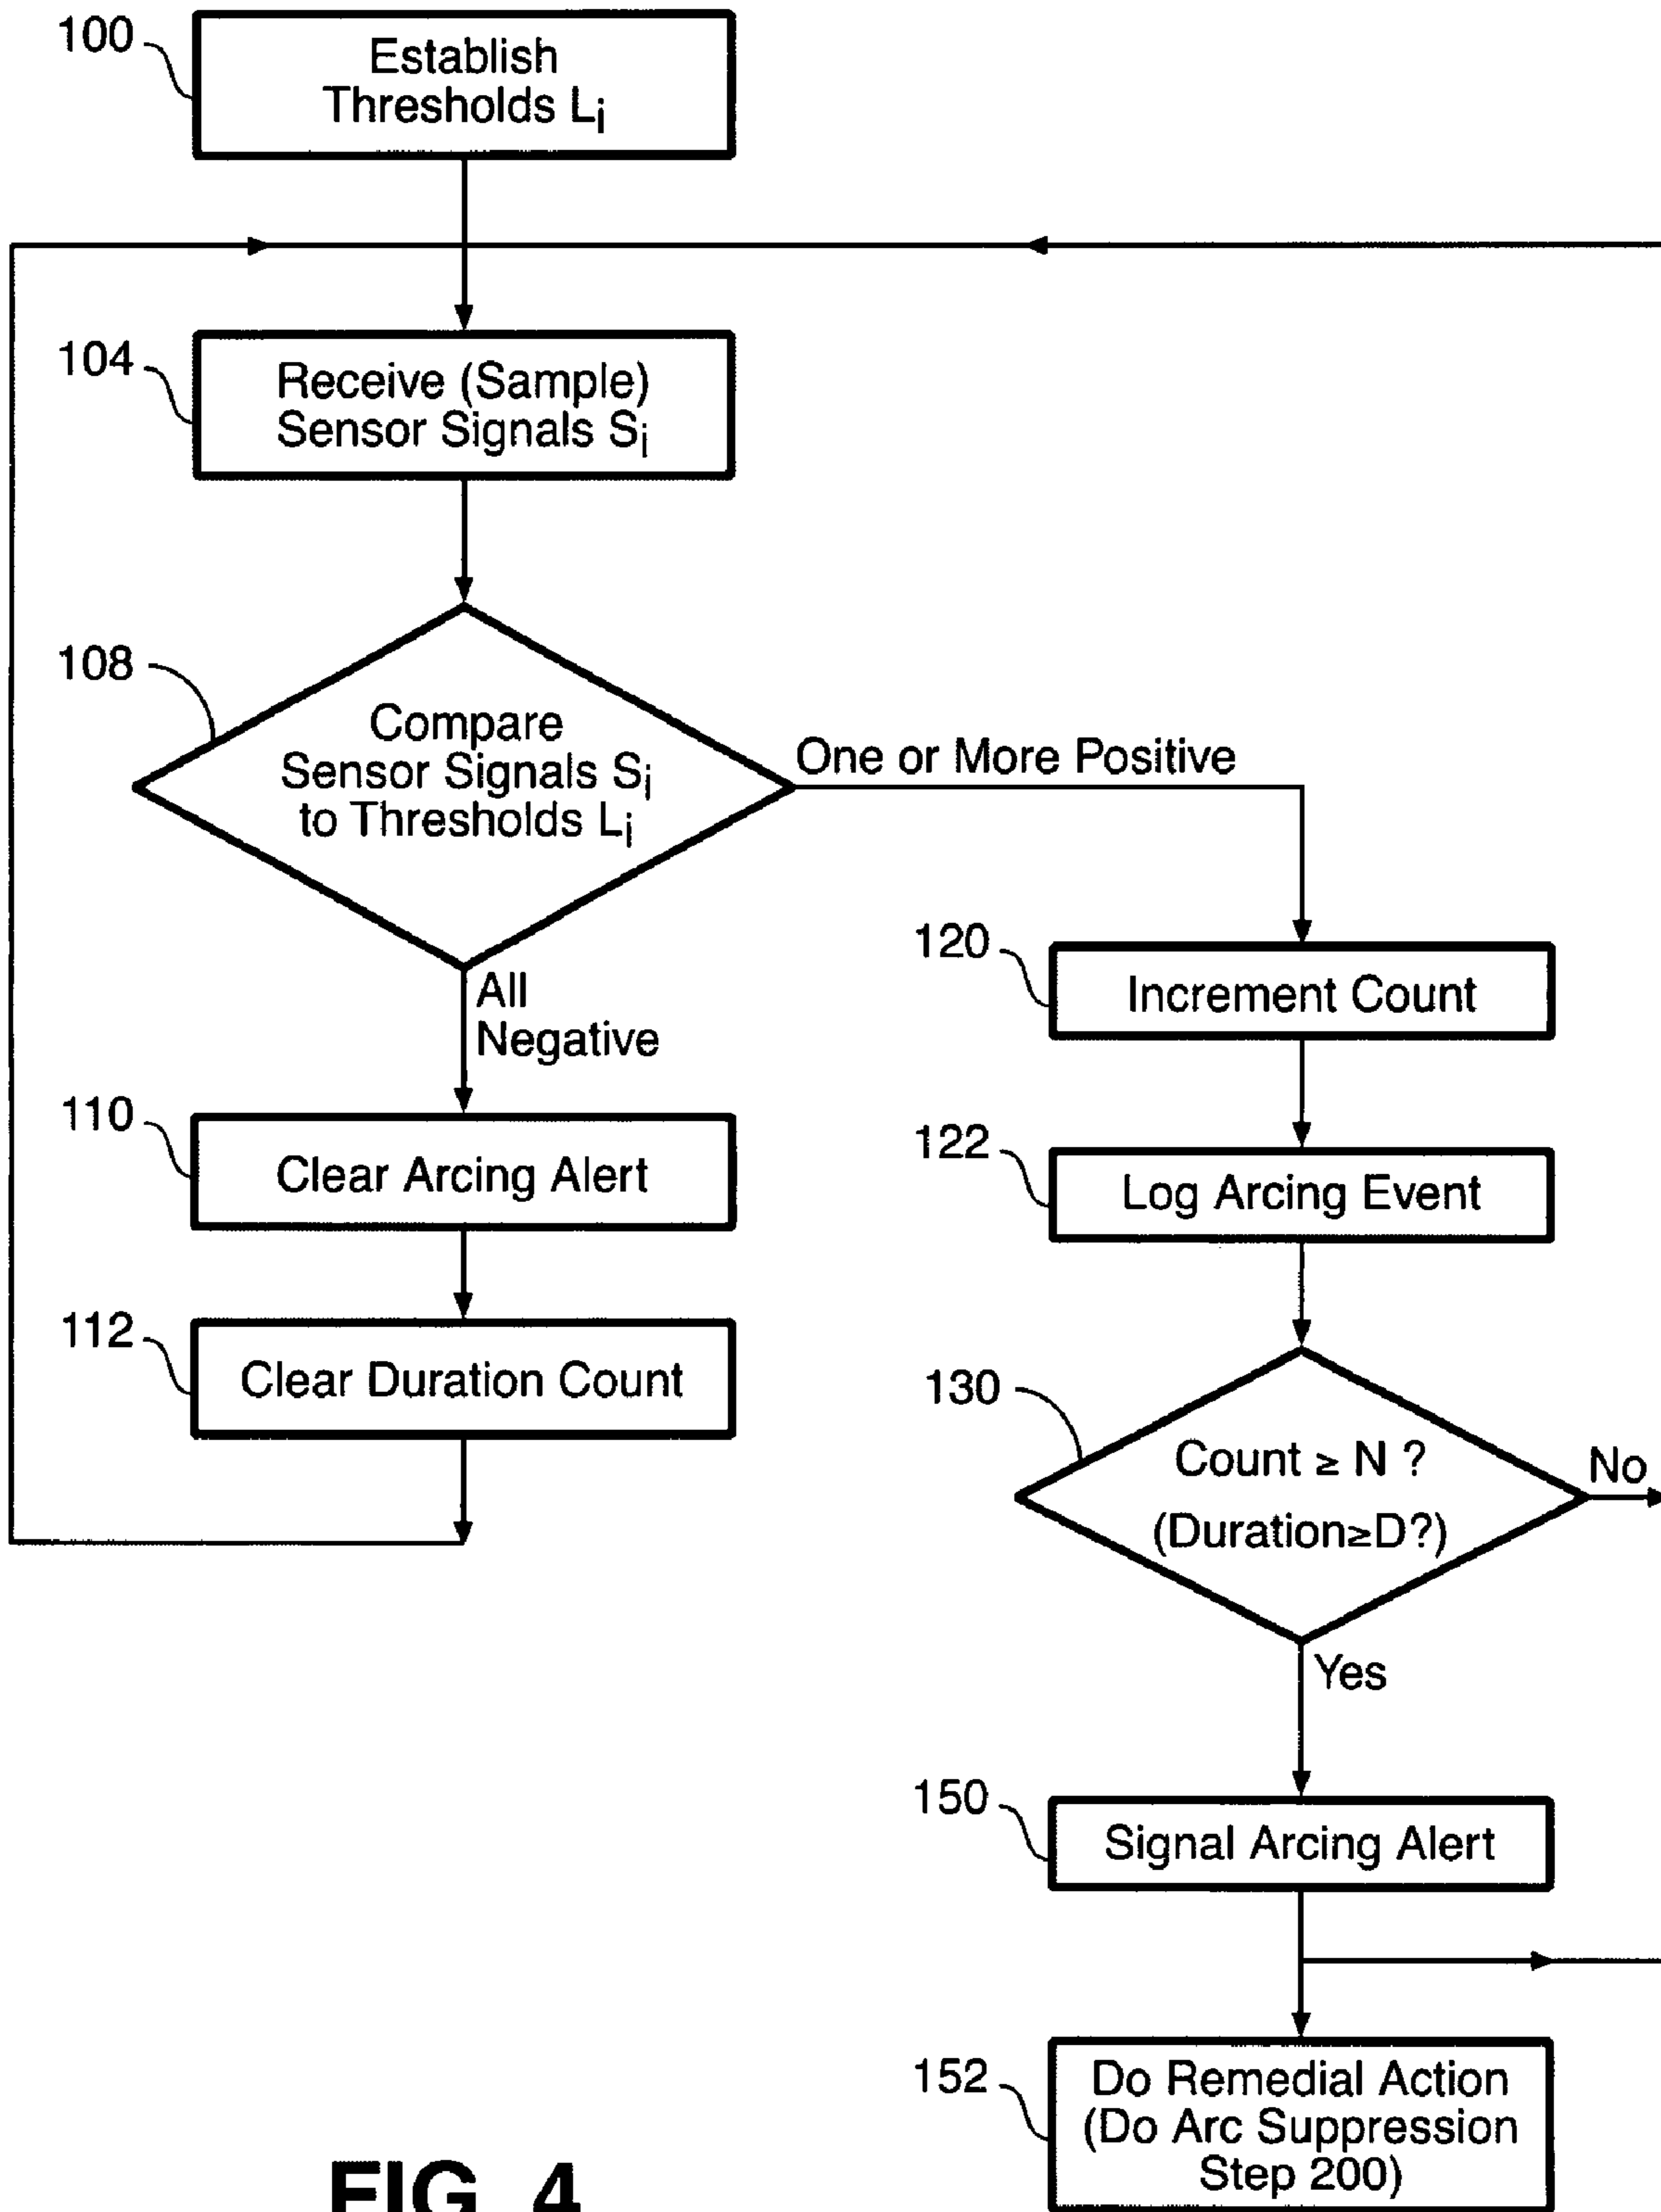 100
Establish
Thresholds Li
104
Receive (Sample)
Sensor Signals Si
108
Compare
Sensor Signals Si
to Thresholds Li
One or More Positive
All
Negative
110
Clear Arcing Alert
112
Clear Duration Count
120
Increment Count
122
Log Arcing Event
130
Count ≥ N ?
(Duration≥D?)
No
Yes
150
Signal Arcing Alert
152
Do Remedial Action
(Do Arc Suppression
Step 200)
FIG. 4